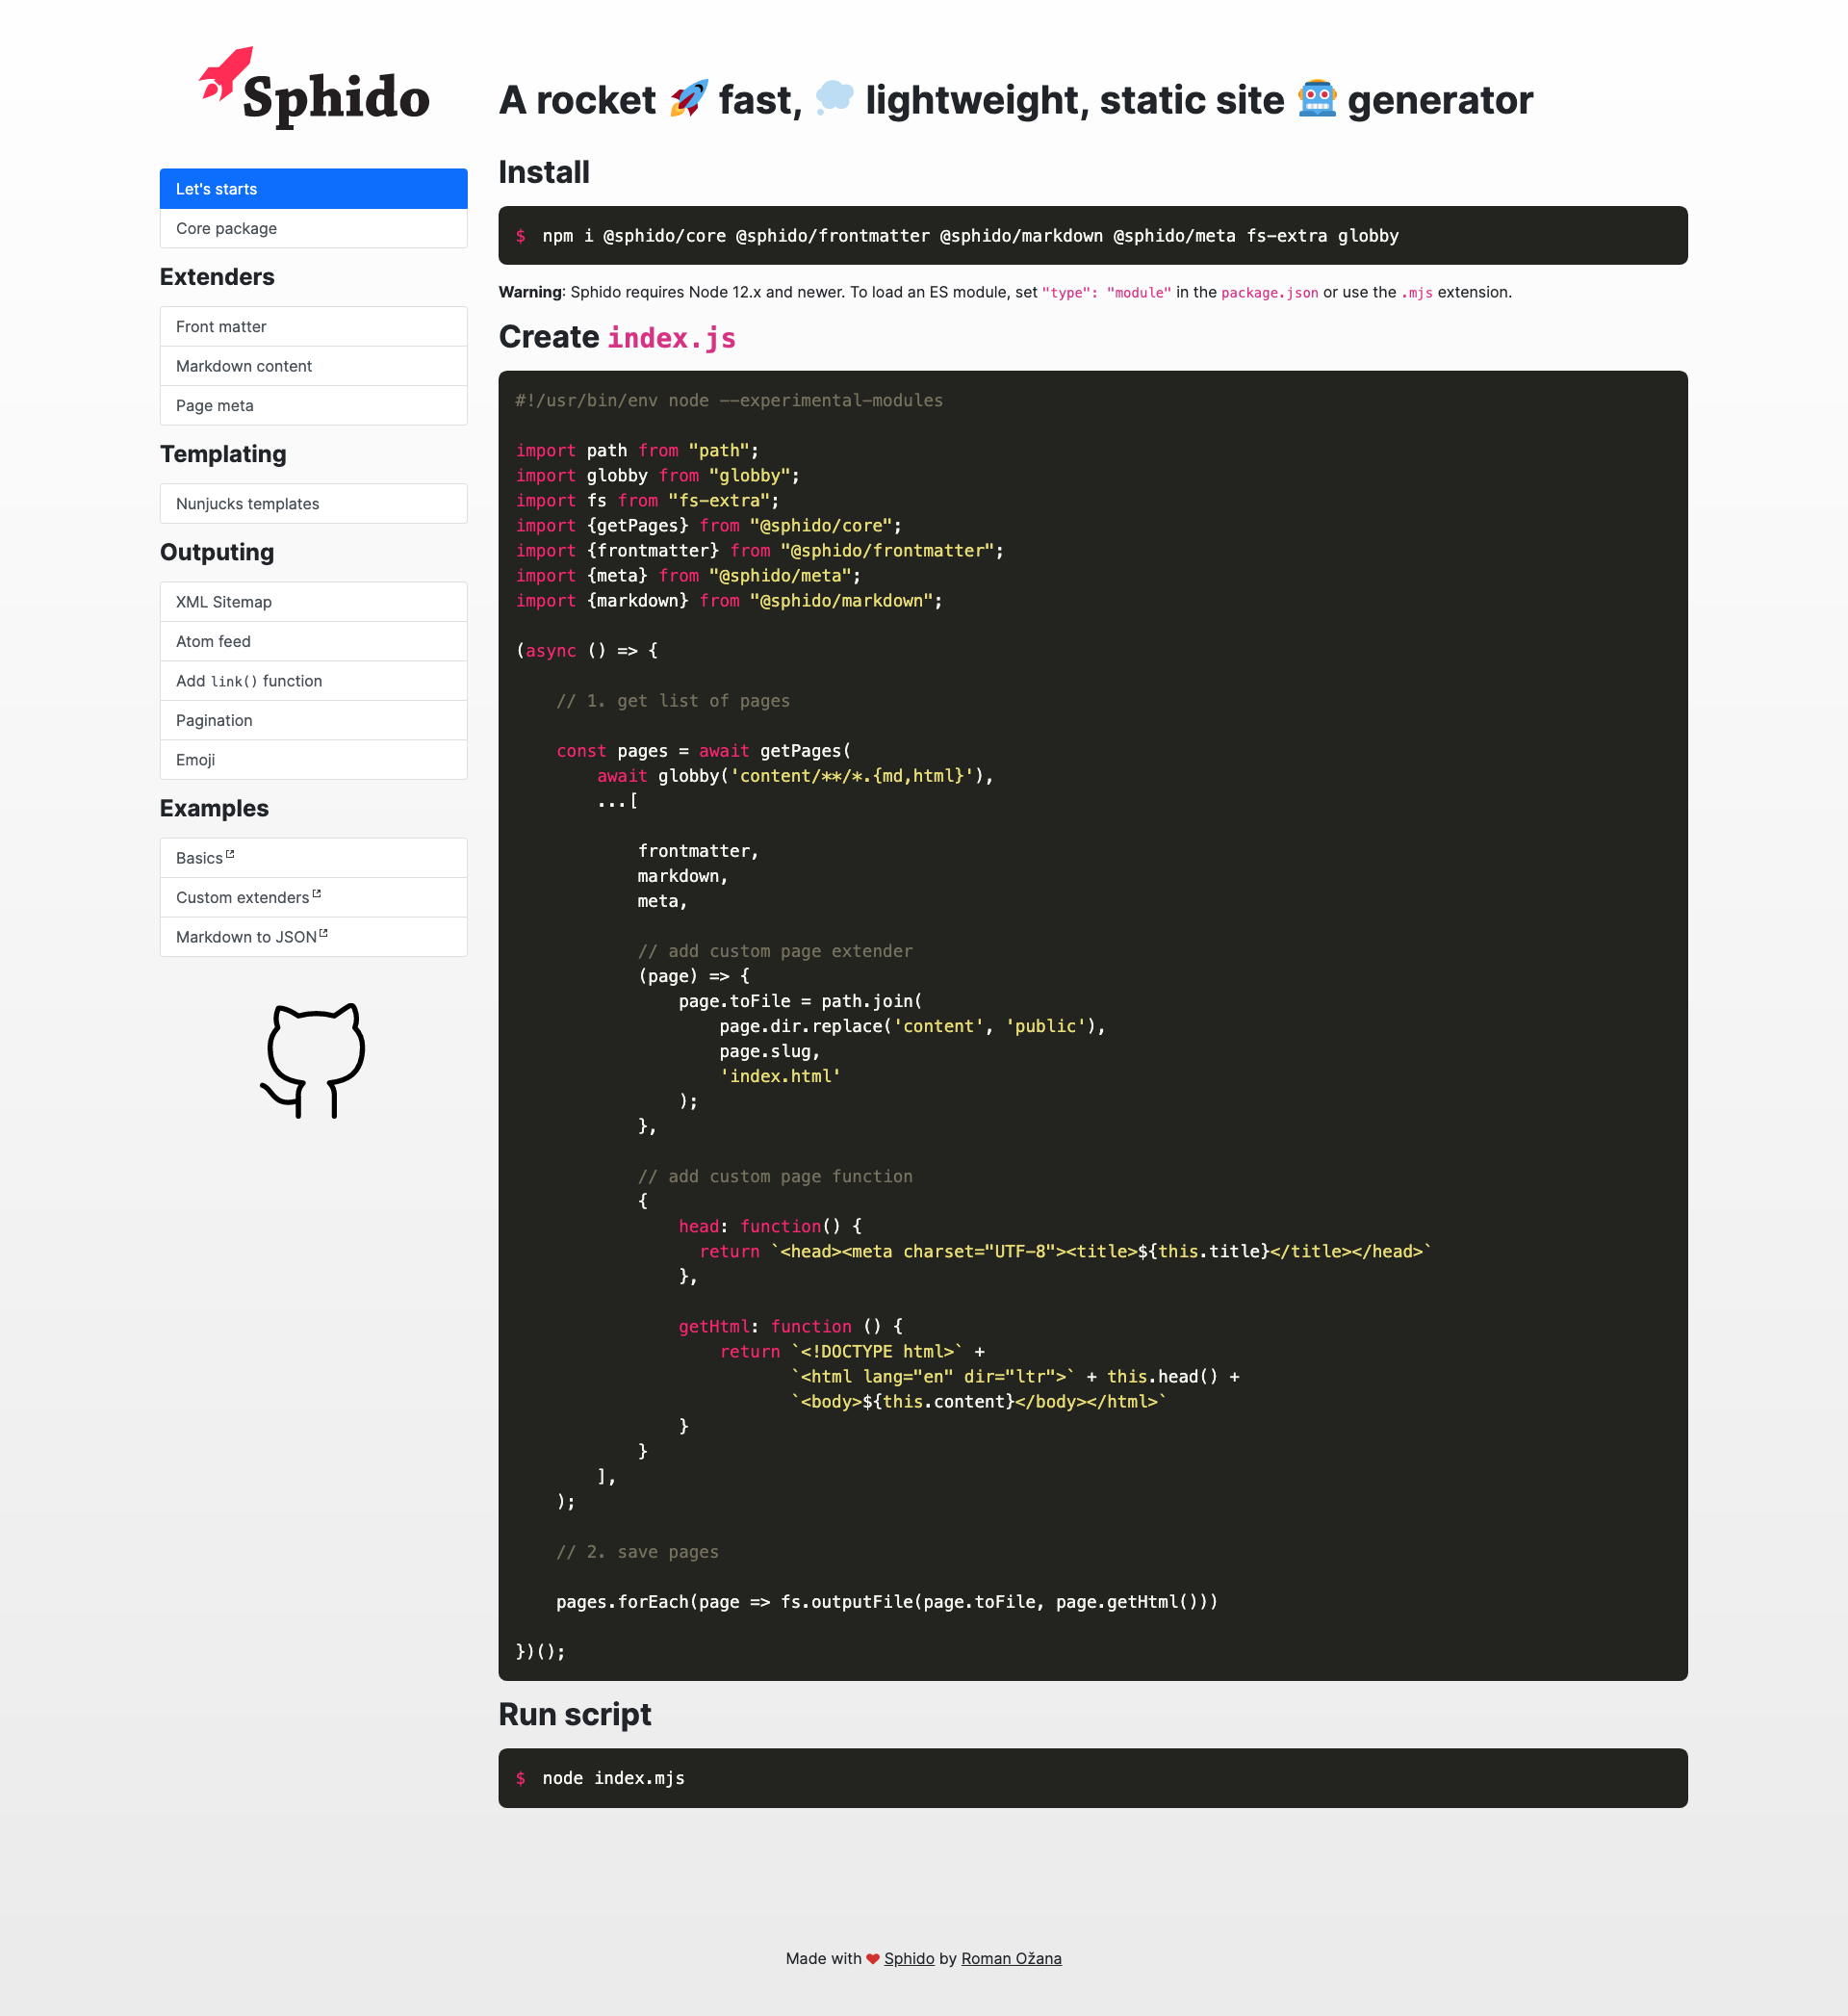 Sphido
Let's starts
Core package
Extenders
Front matter
Markdown content
Page meta
Templating
Nunjucks templates
Outputing
XML Sitemap
Atom feed
Add link() function
Pagination
Emoji
Examples
Basics
Custom extenders
Markdown to JSON
A rocket 🚀 fast, 💭 lightweight, static site 🤖 generator
Install
$ npm i @sphido/core @sphido/frontmatter @sphido/markdown @sphido/meta fs-extra globby
Warning: Sphido requires Node 12.x and newer. To load an ES module, set "type": "module" in the package.json or use the .mjs extension.
Create index.js
#!/usr/bin/env node --experimental-modules
import path from "path";
import globby from "globby";
import fs from "fs-extra";
import {getPages} from "@sphido/core";
import {frontmatter} from "@sphido/frontmatter";
import {meta} from "@sphido/meta";
import {markdown} from "@sphido/markdown";
(async () => {
    // 1. get list of pages
    const pages = await getPages(
        await globby('content/**/*.{md,html}'),
        ...[
            frontmatter,
            markdown,
            meta,
            // add custom page extender
            (page) => {
                page.toFile = path.join(
                    page.dir.replace('content', 'public'),
                    page.slug,
                    'index.html'
                );
            },
            // add custom page function
            {
                head: function() {
                  return `<head><meta charset="UTF-8"><title>${this.title}</title></head>`
                },
                getHtml: function () {
                    return `<!DOCTYPE html>` +
                           `<html lang="en" dir="ltr">` + this.head() +
                           `<body>${this.content}</body></html>`
                }
            }
        ],
    );
    // 2. save pages
    pages.forEach(page => fs.outputFile(page.toFile, page.getHtml()))
})();
Run script
$ node index.mjs
Made with ❤ Sphido by Roman Ožana